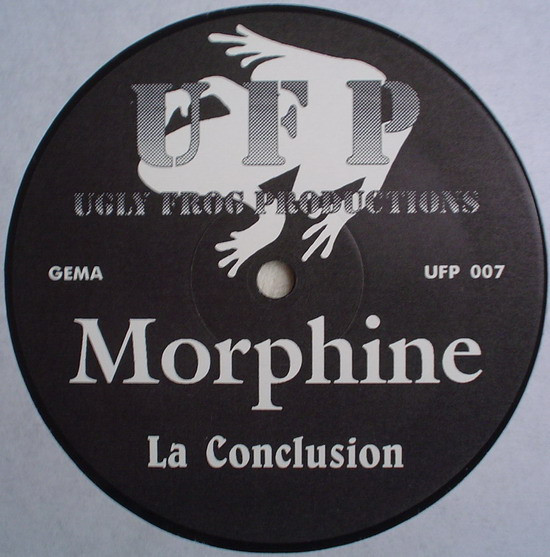 UFP
UGLY FROG PRODUCTIONS
GEMA UFP 007
Morphine
La Conclusion